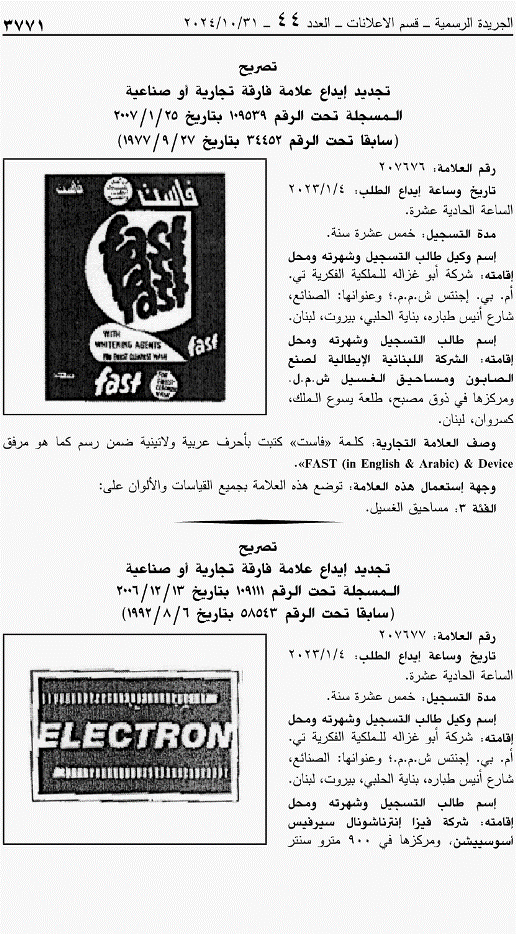 الجريدة الرسمية ــ قسم الاعلانات ــ العدد ٤٤ ــ ٢٠٢٤/١٠/٣١
٣٧٧١
تصريح
تجديد إيداع علامة فارقة تجارية أو صناعية
المسجلة تحت الرقم ١٠٩٥٣٩ بتاريخ ٢٠٠٧/١/٢٥
(سابقا تحت الرقم ٣٤٤٥٢ بتاريخ ١٩٧٧/٩/٢٧)
فاست
فاست
fast
fast
fast
WITH
WHITENING AGENTS
fast
fast
رقم العلامة: ٢٠٧٦٧٦
تاريخ وساعة إيداع الطلب: ٢٠٢٣/١/٤
الساعة الحادية عشرة.
مدة التسجيل: خمس عشرة سنة.
إسم وكيل طالب التسجيل وشهرته ومحل
إقامته: شركة أبو غزاله للملكية الفكرية تي.
أم. بي. إجنتس ش.م.م.؛ وعنوانها: الصنائع،
شارع أنيس طباره، بناية الحلبي، بيروت، لبنان.
إسم طالب التسجيل وشهرته ومحل
إقامته: الشركة اللبنانية الإيطالية لصنع
الصابون ومساحيق الغسيل ش.م.ل.
ومركزها في ذوق مصبح، طلعة يسوع الملك،
كسروان، لبنان.
وصف العلامة التجارية: كلمة «فاست» كتبت بأحرف عربية ولاتينية ضمن رسم كما هو مرفق
FAST (in English & Arabic) & Device».
وجهة إستعمال هذه العلامة: توضع هذه العلامة بجميع القياسات والألوان على:
الفئة ٣: مساحيق الغسيل.
تصريح
تجديد إيداع علامة فارقة تجارية أو صناعية
المسجلة تحت الرقم ١٠٩١١١ بتاريخ ٢٠٠٦/١٢/١٣
(سابقا تحت الرقم ٥٨٥٤٣ بتاريخ ١٩٩٢/٨/٦)
ELECTRON
رقم العلامة: ٢٠٧٦٧٧
تاريخ وساعة إيداع الطلب: ٢٠٢٣/١/٤
الساعة الحادية عشرة.
مدة التسجيل: خمس عشرة سنة.
إسم وكيل طالب التسجيل وشهرته ومحل
إقامته: شركة أبو غزاله للملكية الفكرية تي.
أم. بي. إجنتس ش.م.م.؛ وعنوانها: الصنائع،
شارع أنيس طباره، بناية الحلبي، بيروت، لبنان.
إسم طالب التسجيل وشهرته ومحل
إقامته: شركة فيزا إنترناشونال سيرفيس
أسوسييشن، ومركزها في ٩٠٠ مترو سنتر